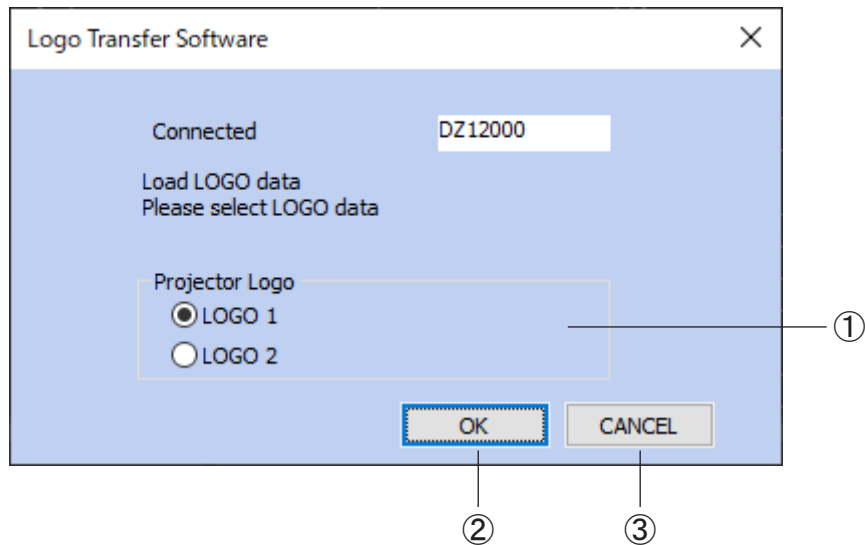 Logo Transfer Software
Connected DZ12000
Load LOGO data
Please select LOGO data
Projector Logo
LOGO 1
①
LOGO 2
OK CANCEL
② ③